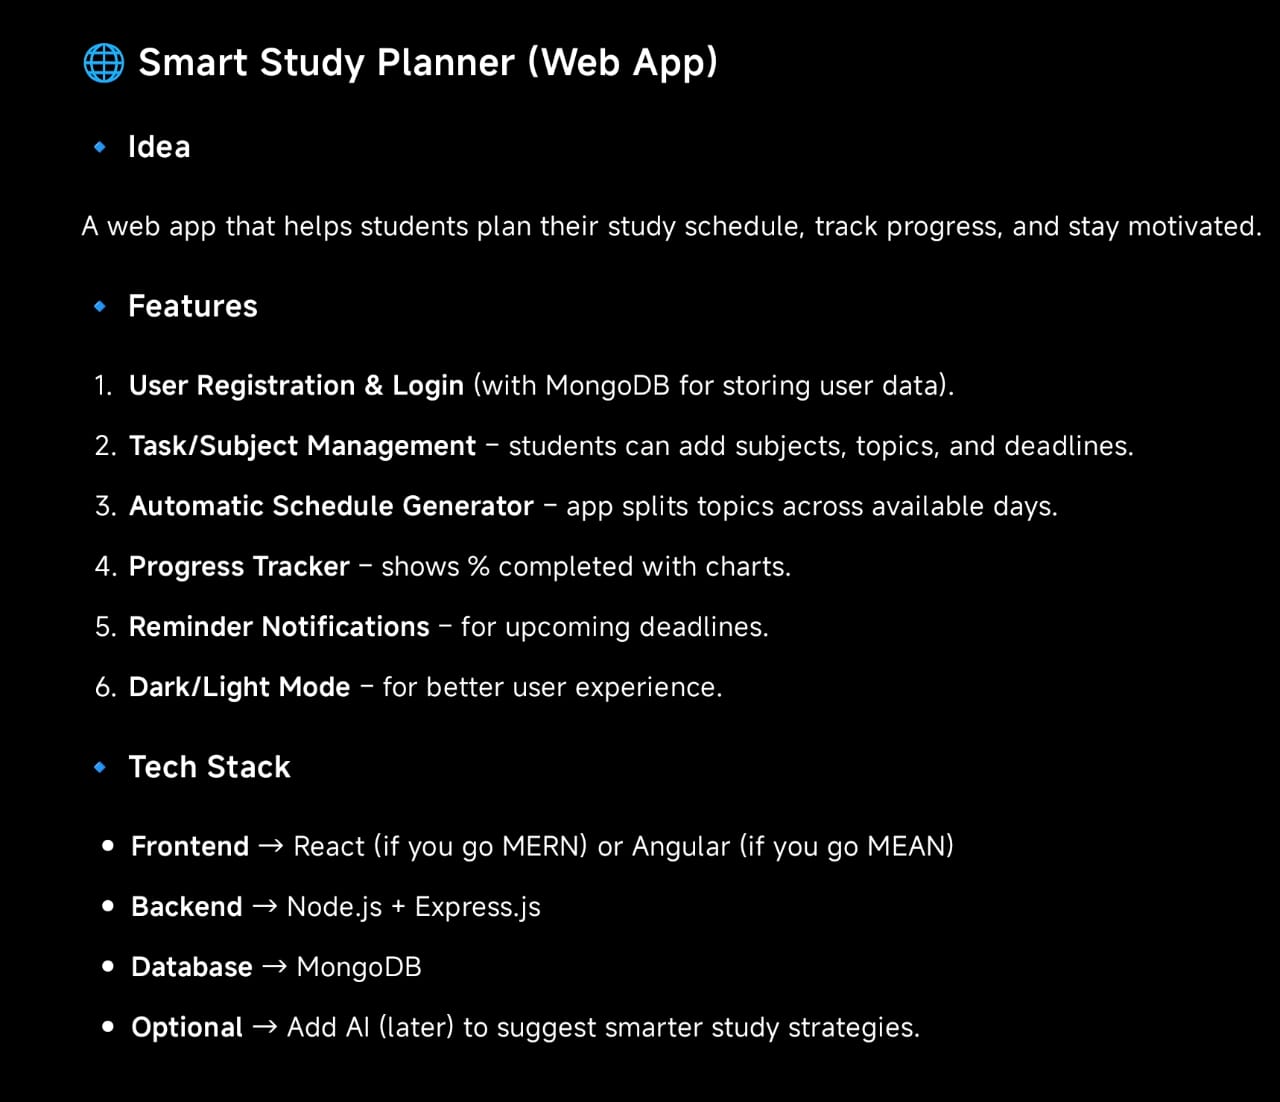 🌐 Smart Study Planner (Web App)
🔹 Idea
A web app that helps students plan their study schedule, track progress, and stay motivated.
🔹 Features
1. User Registration & Login (with MongoDB for storing user data).
2. Task/Subject Management – students can add subjects, topics, and deadlines.
3. Automatic Schedule Generator – app splits topics across available days.
4. Progress Tracker – shows % completed with charts.
5. Reminder Notifications – for upcoming deadlines.
6. Dark/Light Mode – for better user experience.
🔹 Tech Stack
• Frontend → React (if you go MERN) or Angular (if you go MEAN)
• Backend → Node.js + Express.js
• Database → MongoDB
• Optional → Add AI (later) to suggest smarter study strategies.